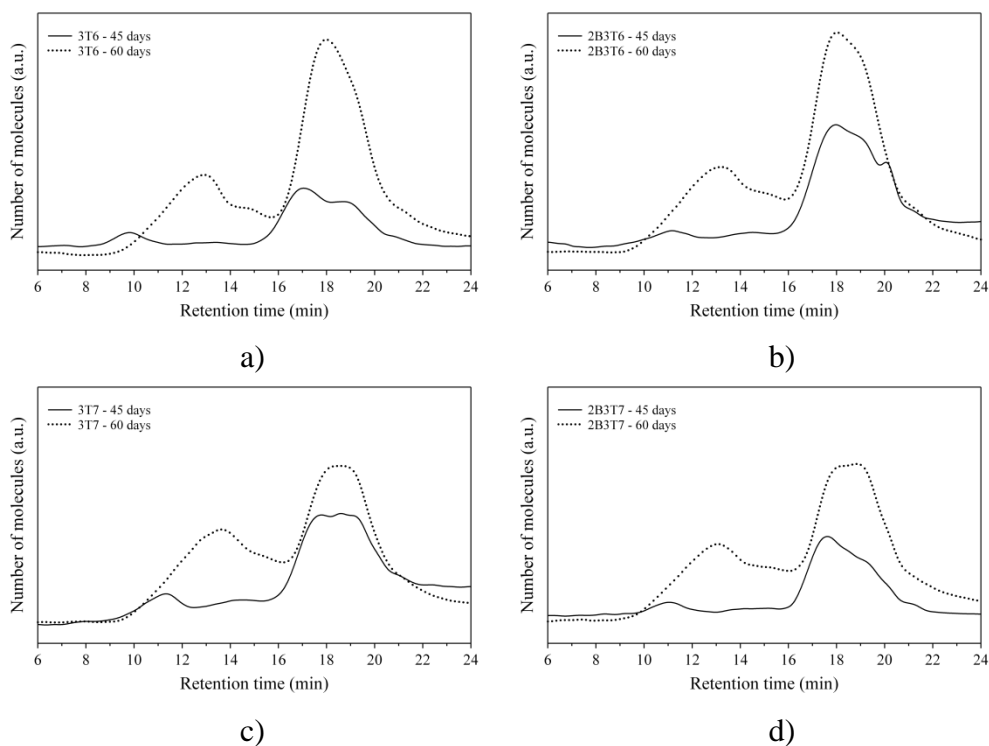 3T6 - 45 days
3T6 - 60 days
Number of molecules (a.u.)
6 8 10 12 14 16 18 20 22 24
Retention time (min)
a)
2B3T6 - 45 days
2B3T6 - 60 days
Number of molecules (a.u.)
6 8 10 12 14 16 18 20 22 24
Retention time (min)
b)
3T7 - 45 days
3T7 - 60 days
Number of molecules (a.u.)
6 8 10 12 14 16 18 20 22 24
Retention time (min)
c)
2B3T7 - 45 days
2B3T7 - 60 days
Number of molecules (a.u.)
6 8 10 12 14 16 18 20 22 24
Retention time (min)
d)